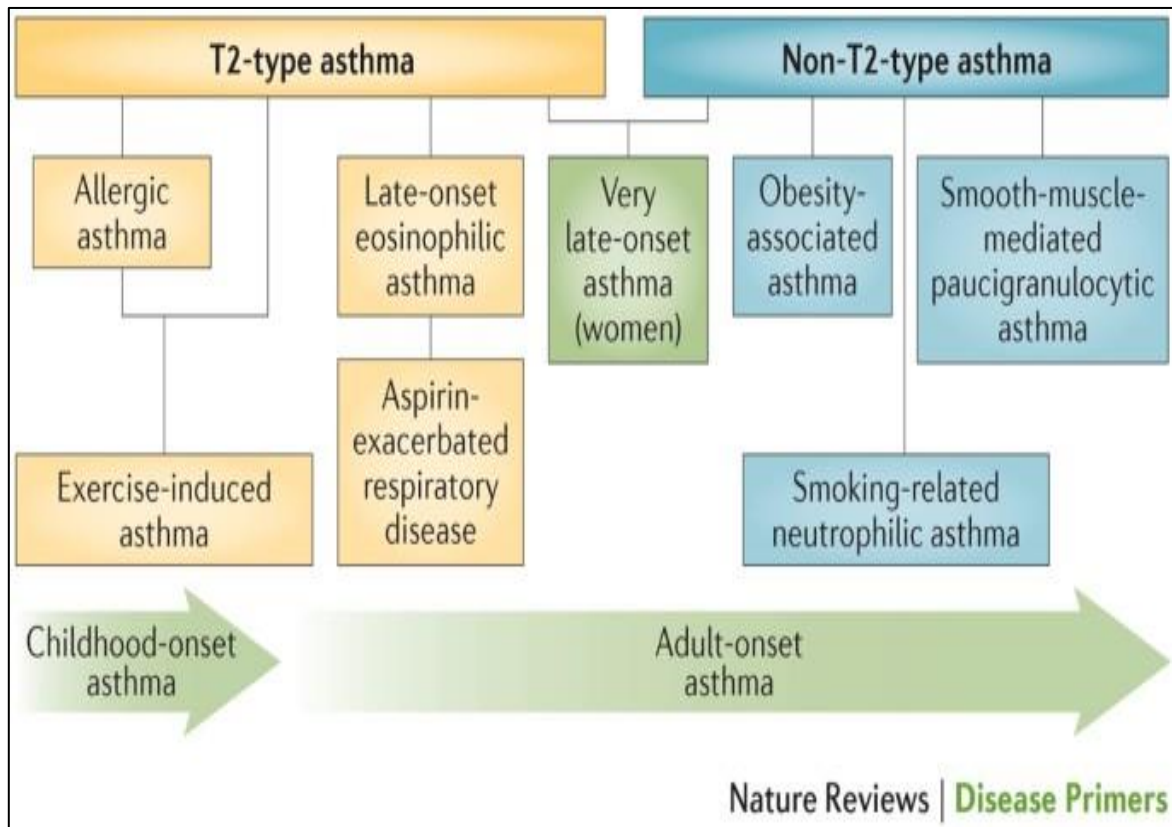 T2-type asthma
Non-T2-type asthma
Allergic
asthma
Late-onset
eosinophilic
asthma
Very
late-onset
asthma
(women)
Obesity-
associated
asthma
Smooth-muscle-
mediated
paucigranulocytic
asthma
Exercise-induced
asthma
Aspirin-
exacerbated
respiratory
disease
Smoking-related
neutrophilic asthma
Childhood-onset
asthma
Adult-onset
asthma
Nature Reviews | Disease Primers